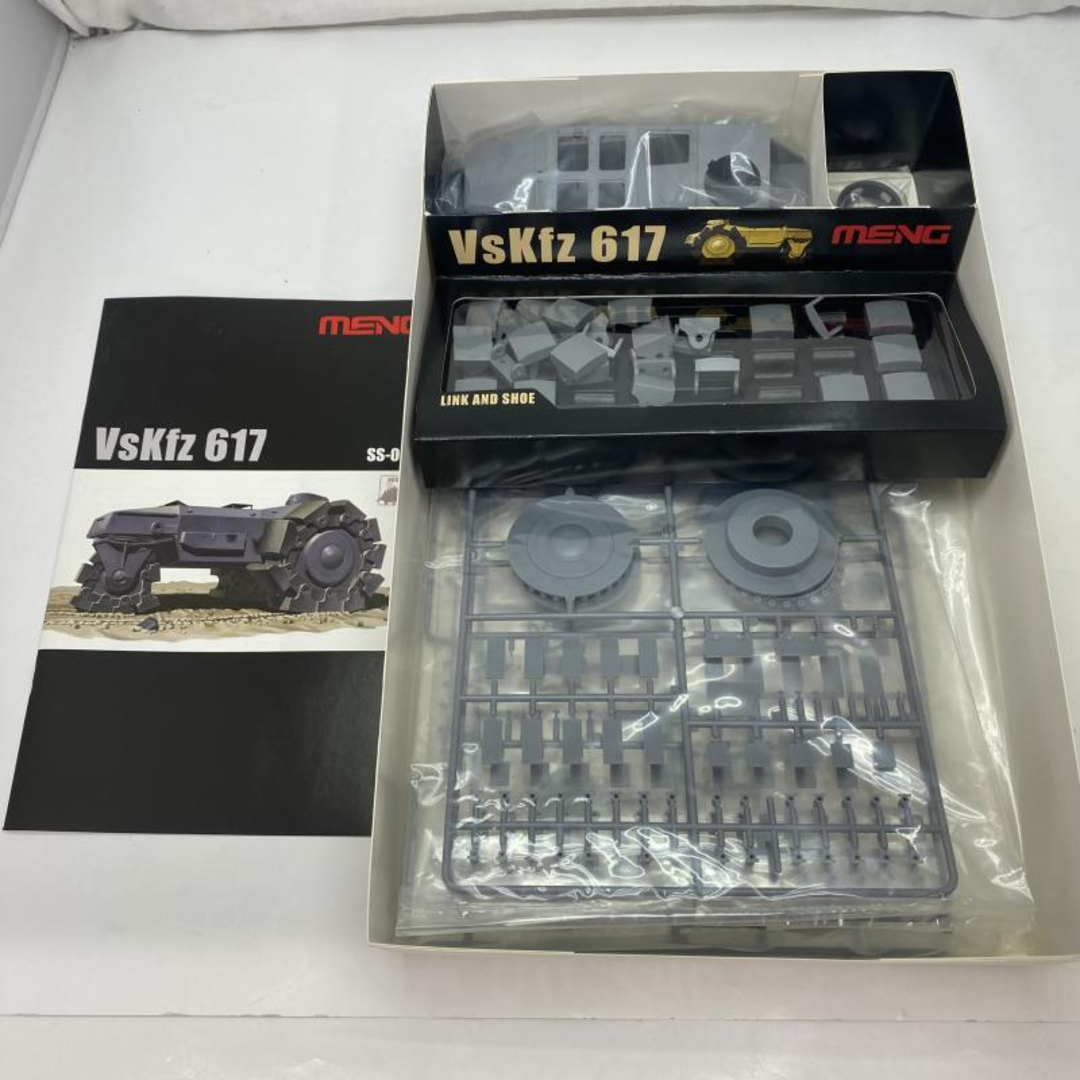 MENG
VsKfz 617
SS-0
VsKfz 617
MENG
LINK AND SHOE